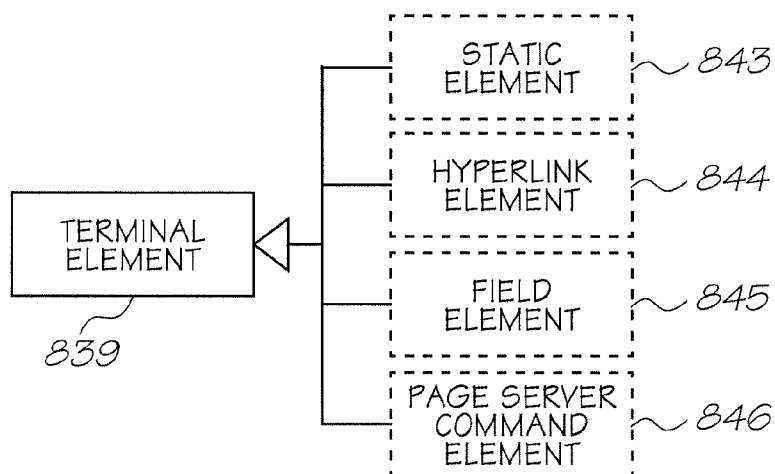 STATIC
ELEMENT
843
HYPERLINK
ELEMENT
844
TERMINAL
ELEMENT
839
FIELD
ELEMENT
845
PAGE SERVER
COMMAND
ELEMENT
846